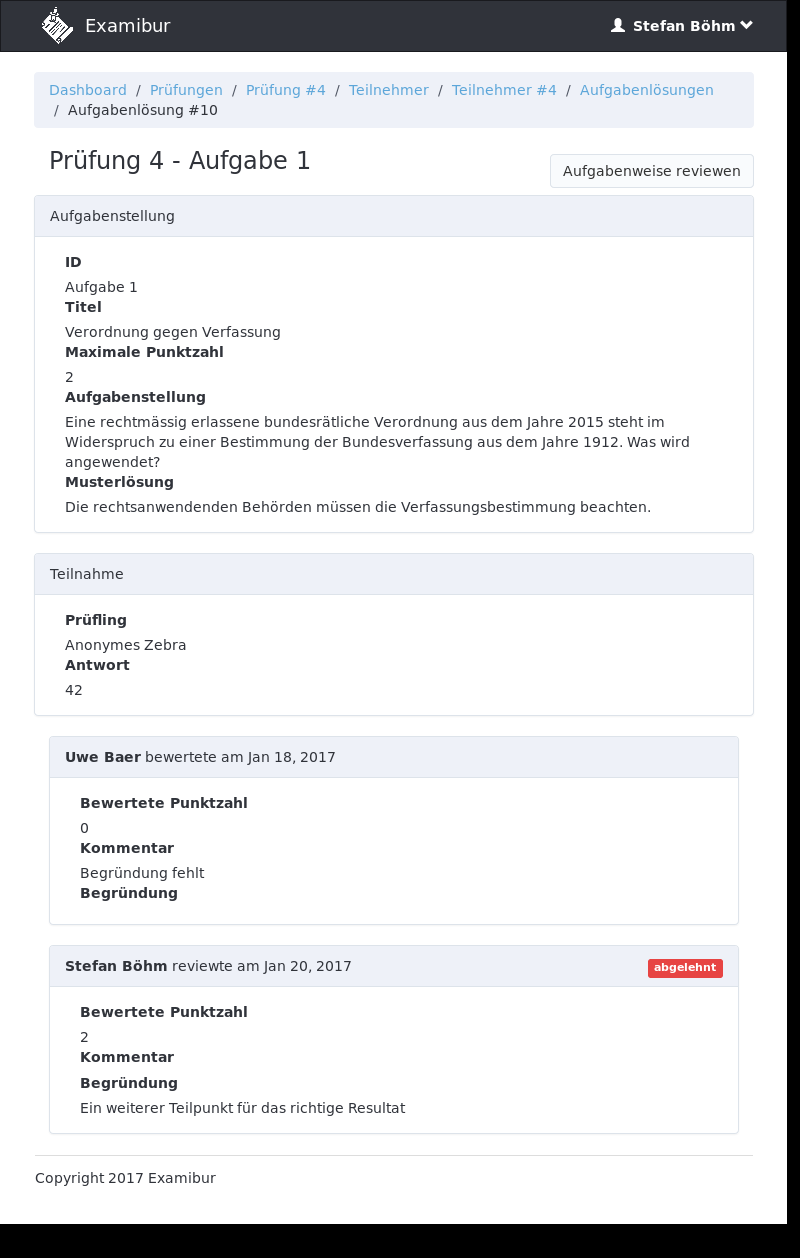 Examibur
Stefan Böhm
Dashboard / Prüfungen / Prüfung #4 / Teilnehmer / Teilnehmer #4 / Aufgabenlösungen
/ Aufgabenlösung #10
Prüfung 4 - Aufgabe 1
Aufgabenweise reviewen
Aufgabenstellung
ID
Aufgabe 1
Titel
Verordnung gegen Verfassung
Maximale Punktzahl
2
Aufgabenstellung
Eine rechtmässig erlassene bundesrätliche Verordnung aus dem Jahre 2015 steht im
Widerspruch zu einer Bestimmung der Bundesverfassung aus dem Jahre 1912. Was wird
angewendet?
Musterlösung
Die rechtsanwendenden Behörden müssen die Verfassungsbestimmung beachten.
Teilnahme
Prüfling
Anonymes Zebra
Antwort
42
Uwe Baer bewertete am Jan 18, 2017
Bewertete Punktzahl
0
Kommentar
Begründung fehlt
Begründung
Stefan Böhm reviewte am Jan 20, 2017
abgelehnt
Bewertete Punktzahl
2
Kommentar
Begründung
Ein weiterer Teilpunkt für das richtige Resultat
Copyright 2017 Examibur